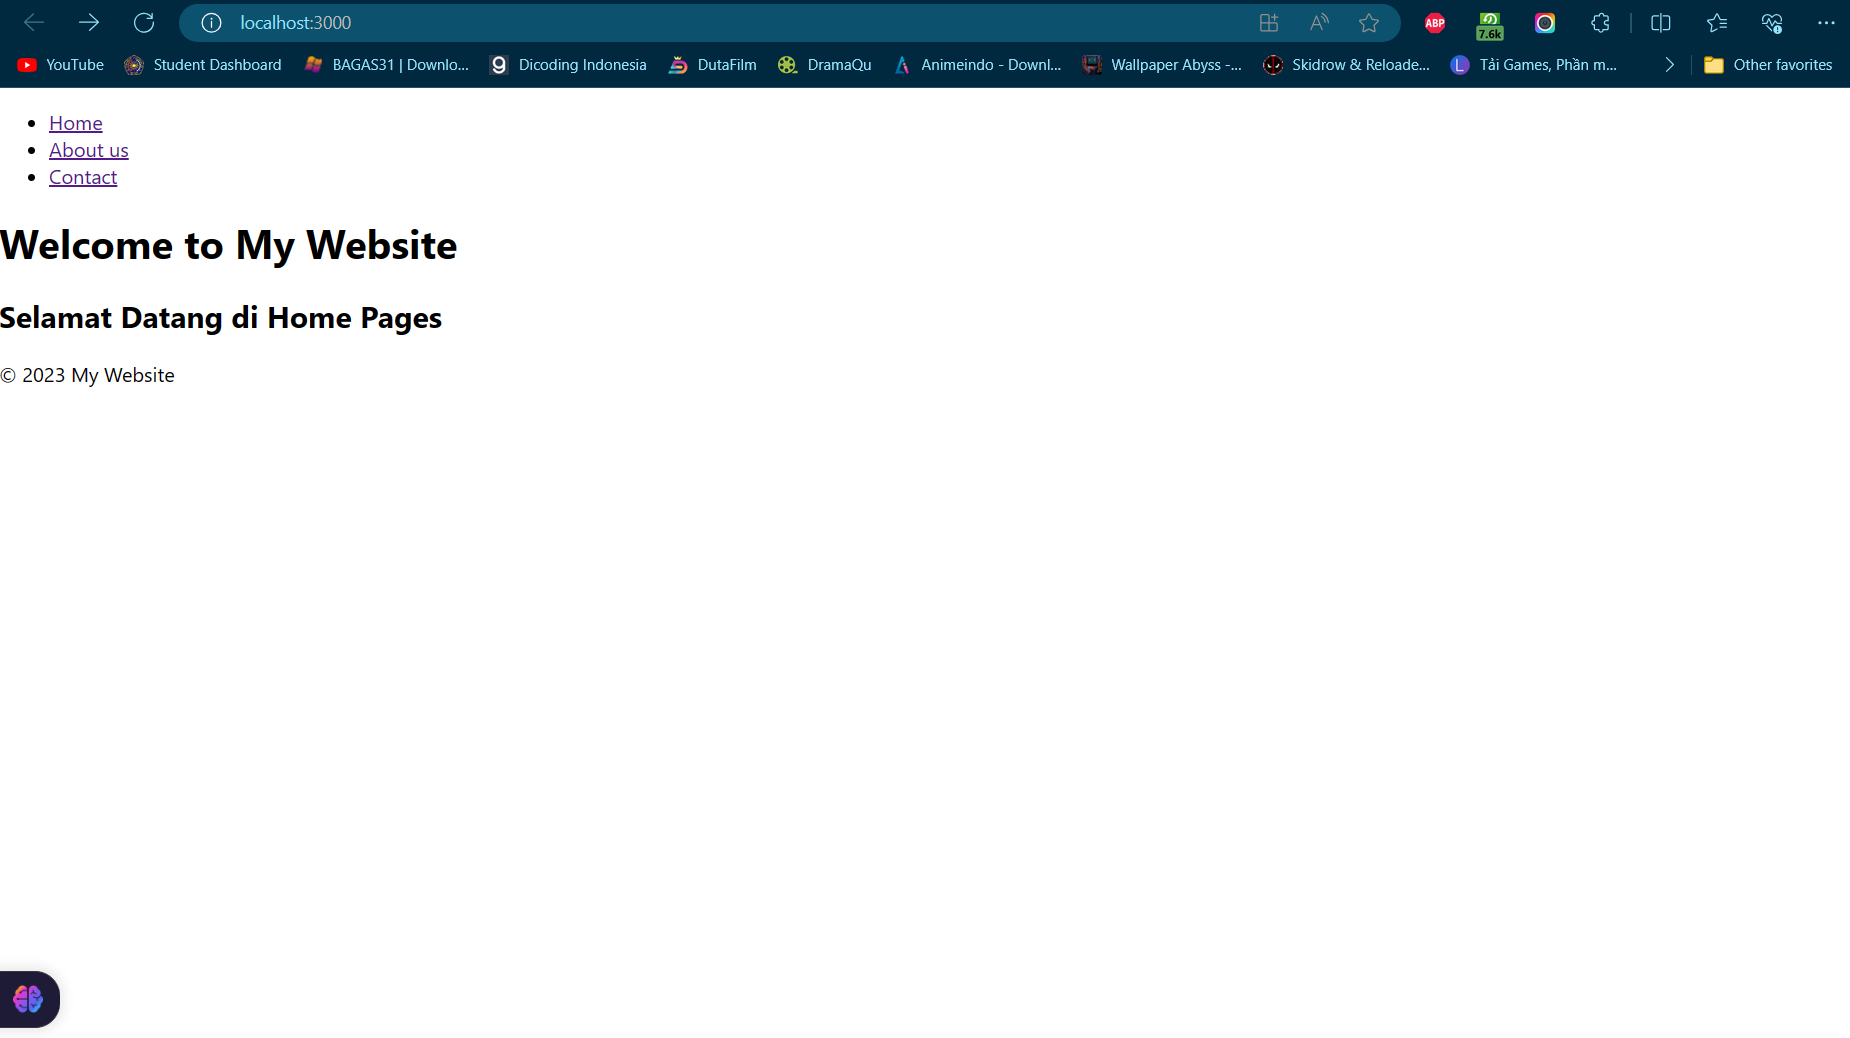 localhost:3000
ABP
7.6k
YouTube
Student Dashboard
BAGAS31 | Downlo...
Dicoding Indonesia
DutaFilm
DramaQu
Animeindo - Downl...
Wallpaper Abyss -...
Skidrow & Reloade...
L
Tải Games, Phần m...
Other favorites
Home
About us
Contact
Welcome to My Website
Selamat Datang di Home Pages
© 2023 My Website